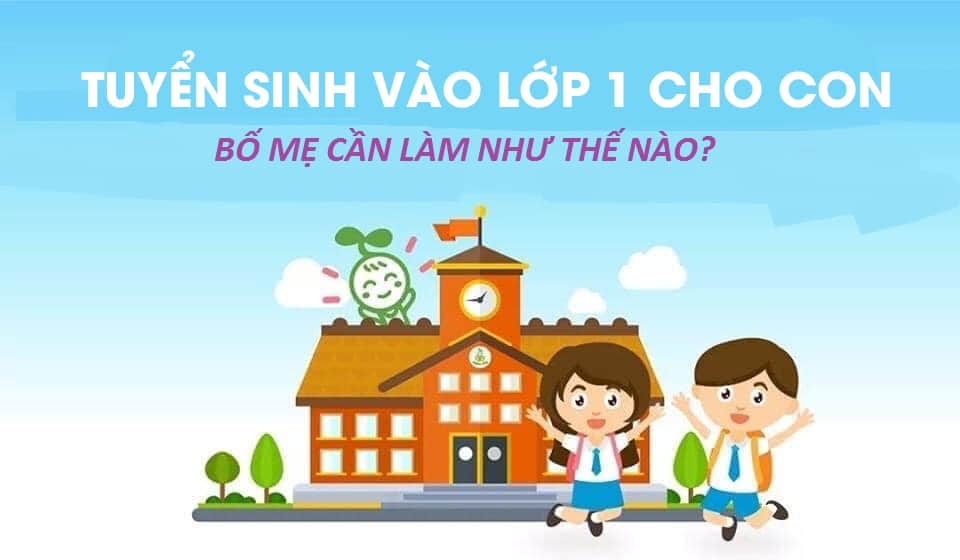 TUYỂN SINH VÀO LỚP 1 CHO CON
BỐ MẸ CẦN LÀM NHƯ THẾ NÀO?